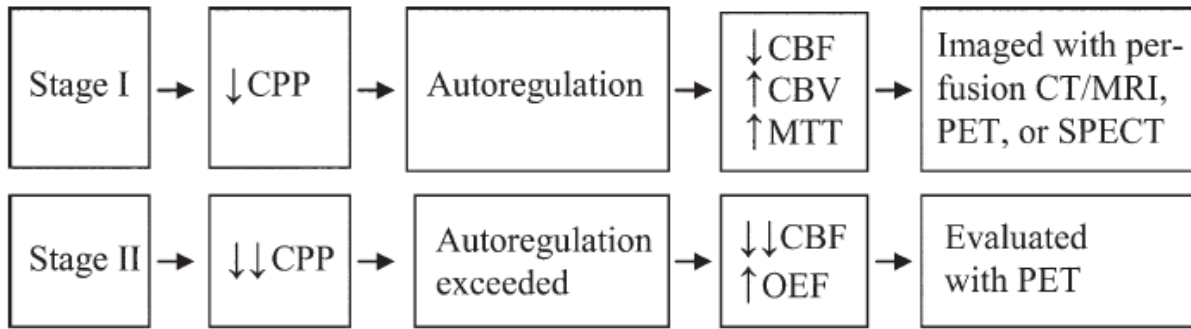 Stage I
↓CPP
Autoregulation
↓CBF
↑CBV
↑MTT
Imaged with per-
fusion CT/MRI,
PET, or SPECT
Stage II
↓↓CPP
Autoregulation
exceeded
↓↓CBF
↑OEF
Evaluated
with PET